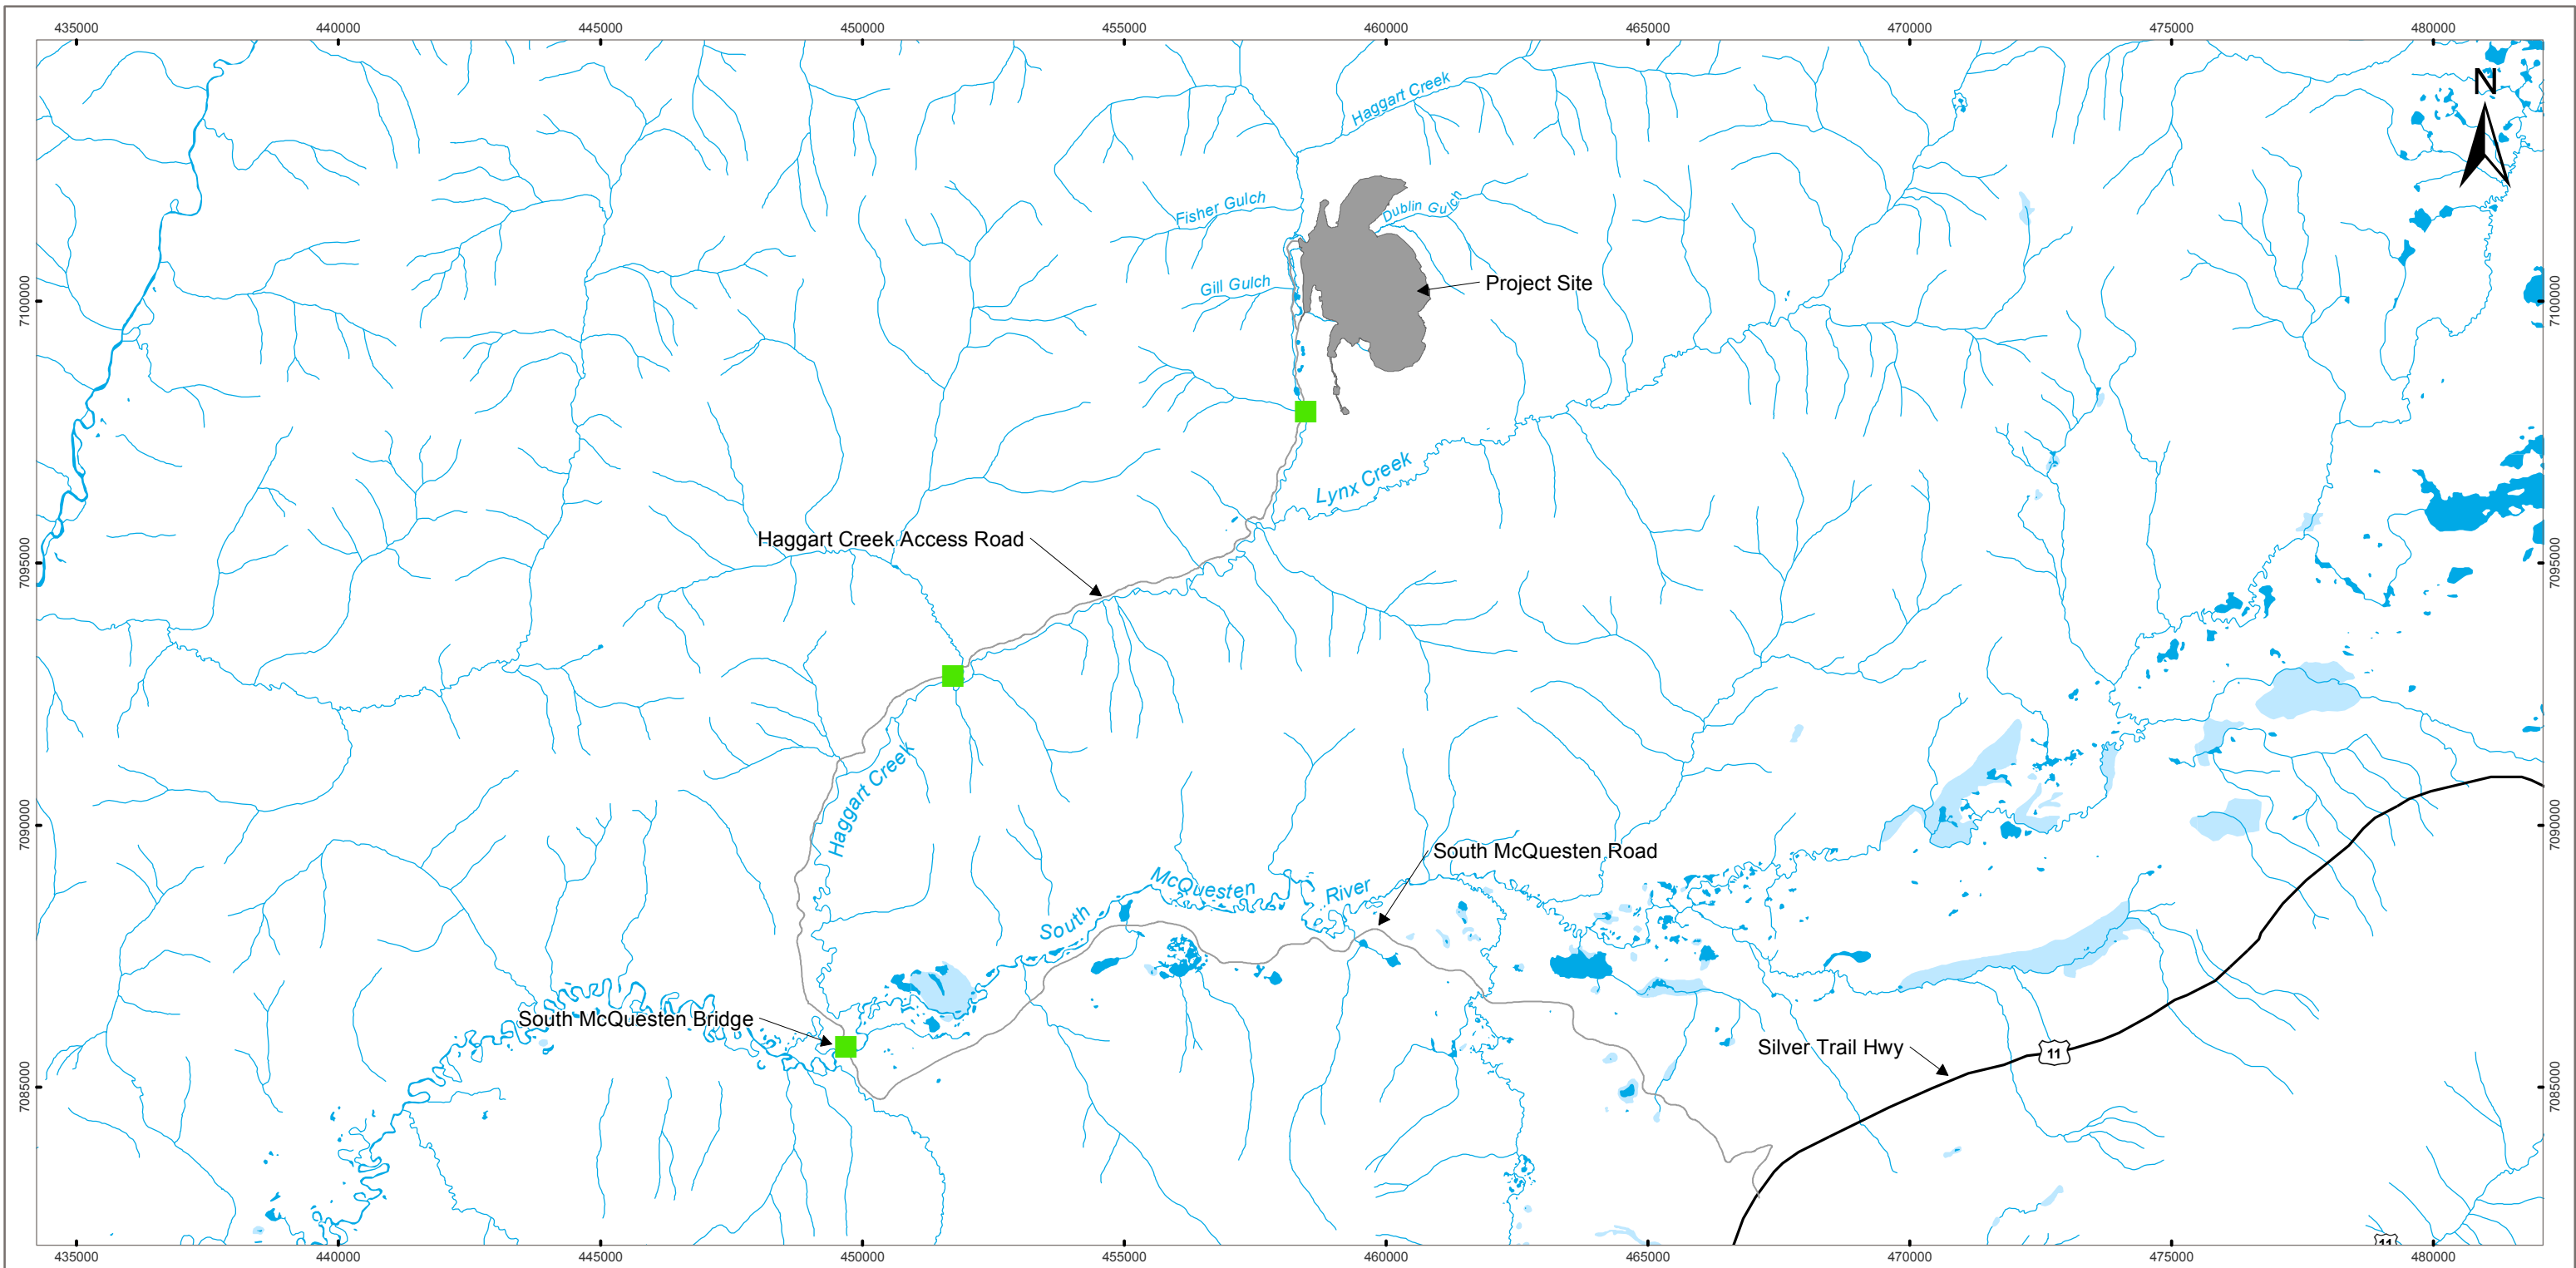 435000 440000 445000 450000 455000 460000 465000 470000 475000 480000
N
Haggart Creek
Fisher Gulch
Dublin Gulch
Gill Gulch
Project Site
7100000 7100000
Lynx Creek
Haggart Creek Access Road
7095000 7095000
Haggart Creek
7090000 7090000
South McQuesten Road
South McQuesten River
South McQuesten Bridge
Silver Trail Hwy
11
7085000 7085000
11
435000 440000 445000 450000 455000 460000 465000 470000 475000 480000